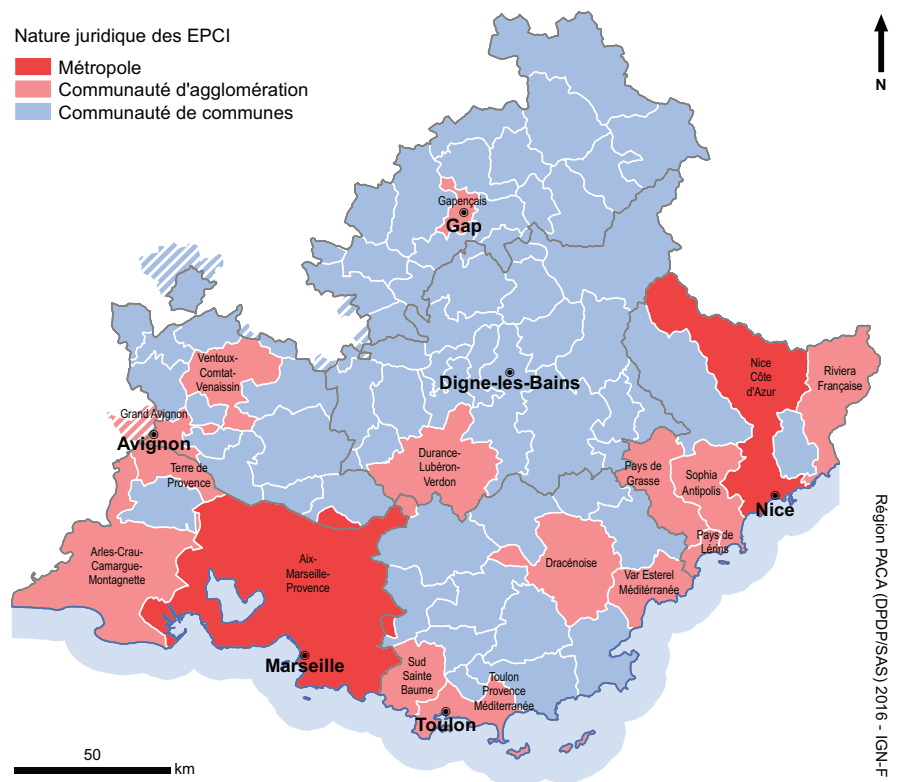 Nature juridique des EPCI
Métropole
Communauté d'agglomération
Communauté de communes
N
Gapençais
Gap
Ventoux-
Comtat-
Venaissin
Nice
Côte
d'Azur
Riviera
Française
Digne-les-Bains
Grand Avignon
Avignon
Terre de
Provence
Durance-
Lubéron-
Verdon
Pays de
Grasse
Sophia
Antipolis
Nice
Pays de
Lérins
Arles-Crau-
Camargue-
Montagnette
Aix-
Marseille-
Provence
Dracénoise
Var Esterel
Méditérranée
Marseille
Sud
Sainte
Baume
Toulon
Provence
Méditerranée
Toulon
50
km
Région PACA (DPDP/SAS) 2016 - IGN-F